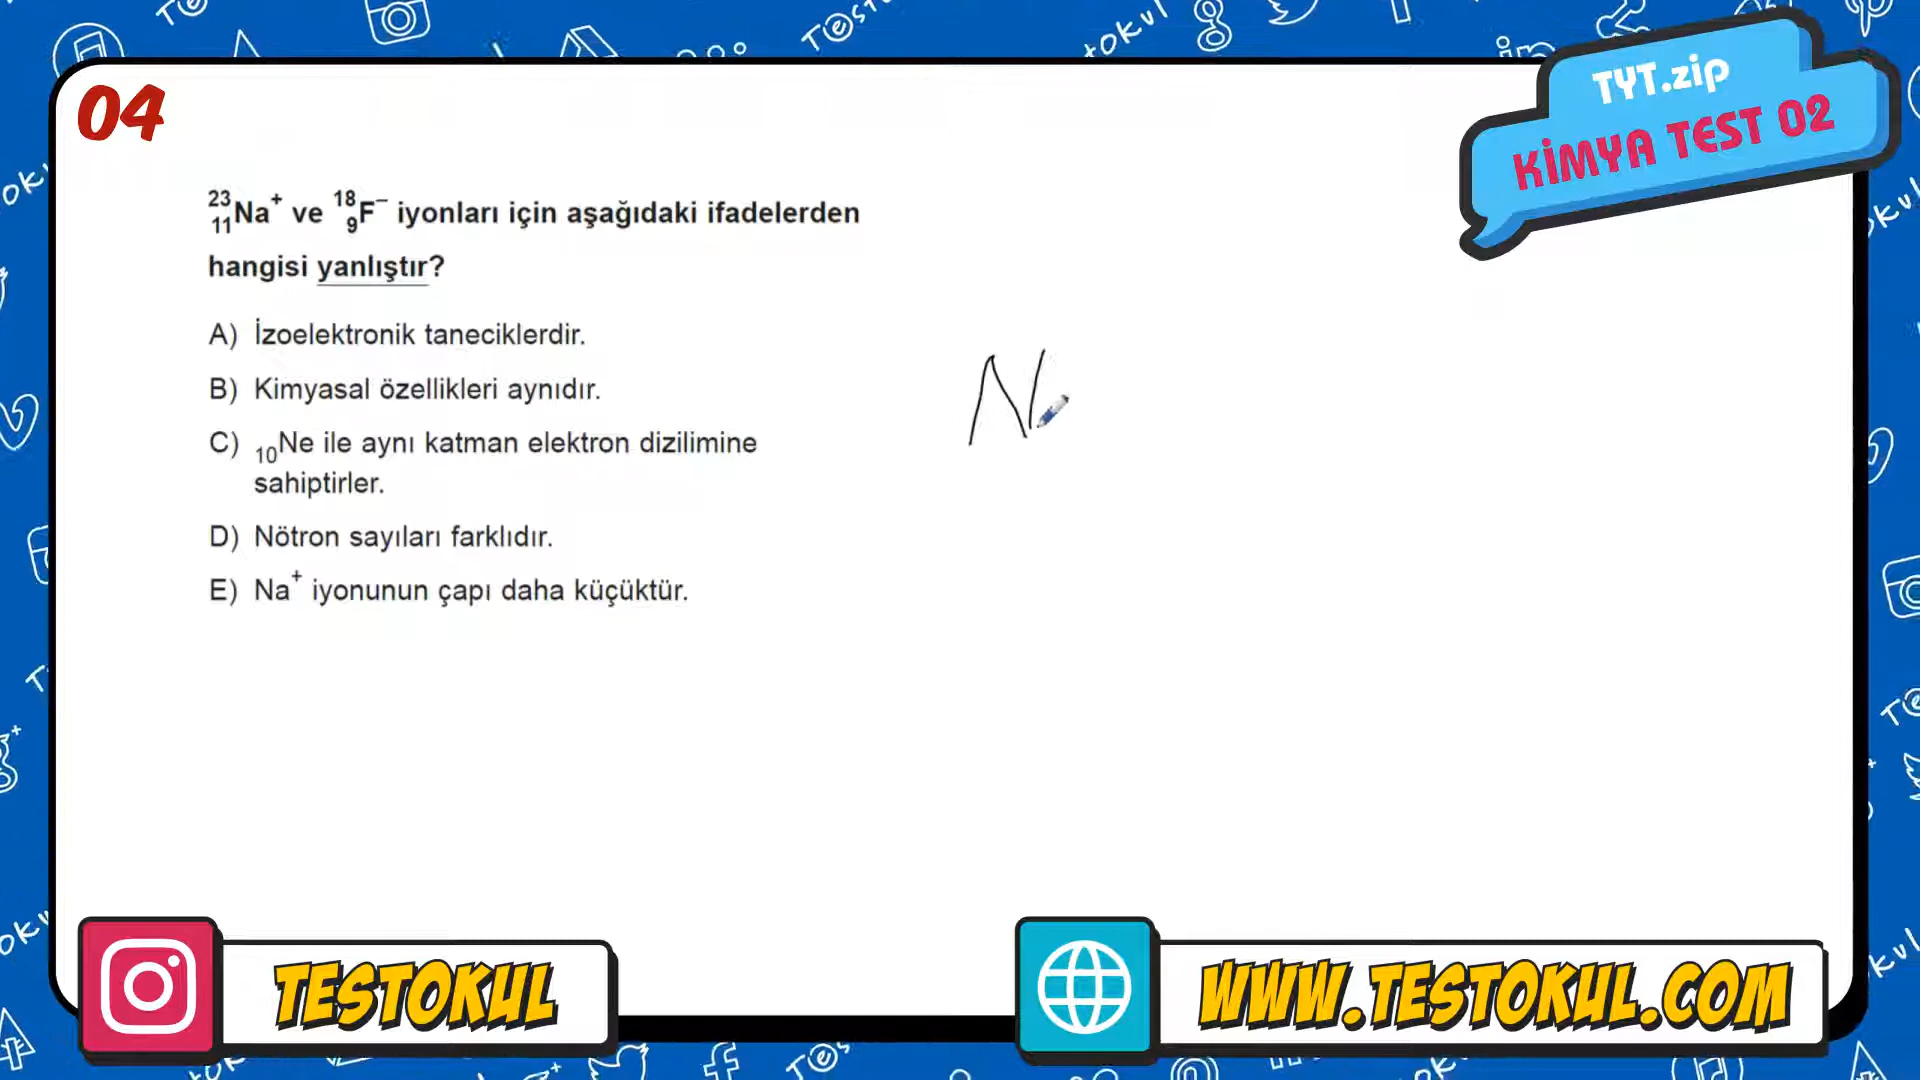 04
TYT.zip
KİMYA TEST 02
²³₁₁Na⁺ ve ¹⁸₉F⁻ iyonları için aşağıdaki ifadelerden
hangisi yanlıştır?
A) İzoelektronik taneciklerdir.
B) Kimyasal özellikleri aynıdır.
C) ₁₀Ne ile aynı katman elektron dizilimine
sahiptirler.
D) Nötron sayıları farklıdır.
E) Na⁺ iyonunun çapı daha küçüktür.
N
TESTOKUL
WWW.TESTOKUL.COM